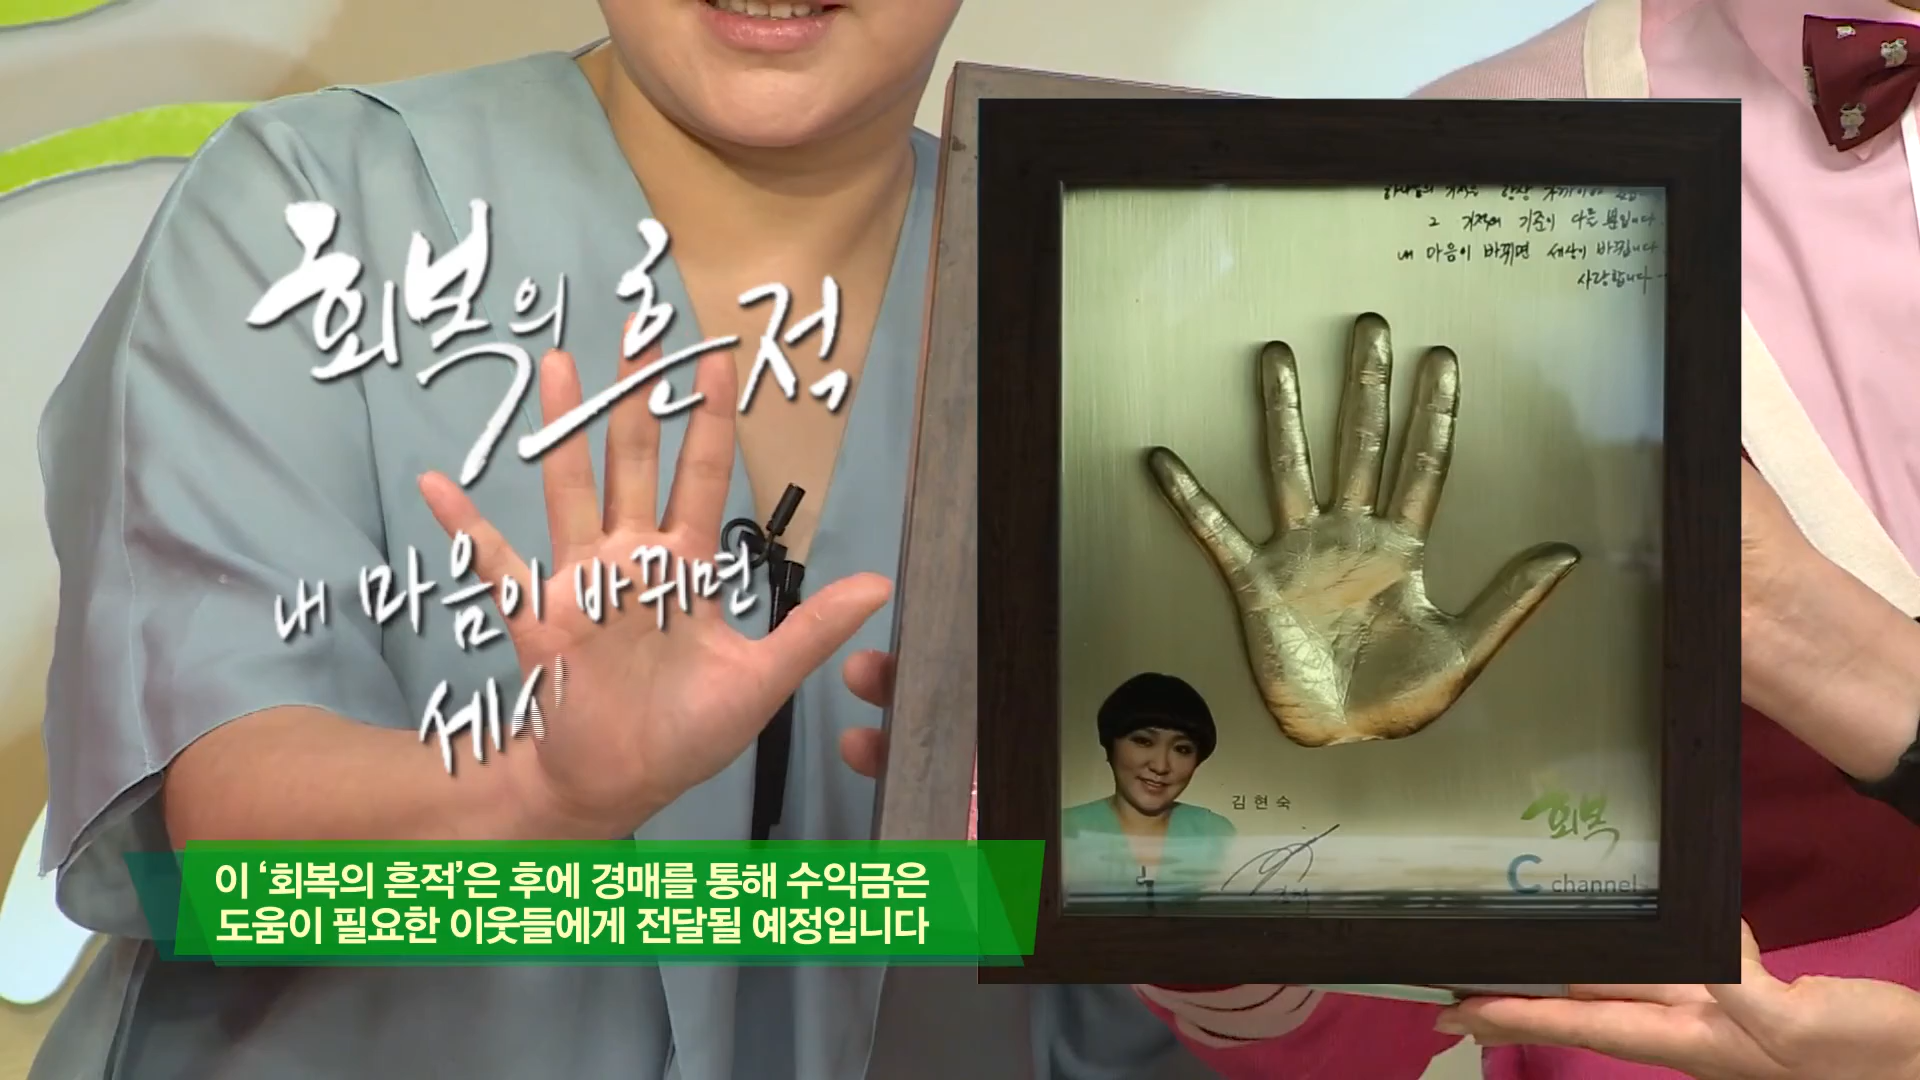 회복의 흔적
내 마음이 바뀌면
세
그 기적에 기준이 다를 뿐입니다
내 마음이 바뀌면 세상이 바뀝니다
사랑합니다
김현숙
회복
C channel
이 ‘회복의 흔적’은 후에 경매를 통해 수익금은
도움이 필요한 이웃들에게 전달될 예정입니다